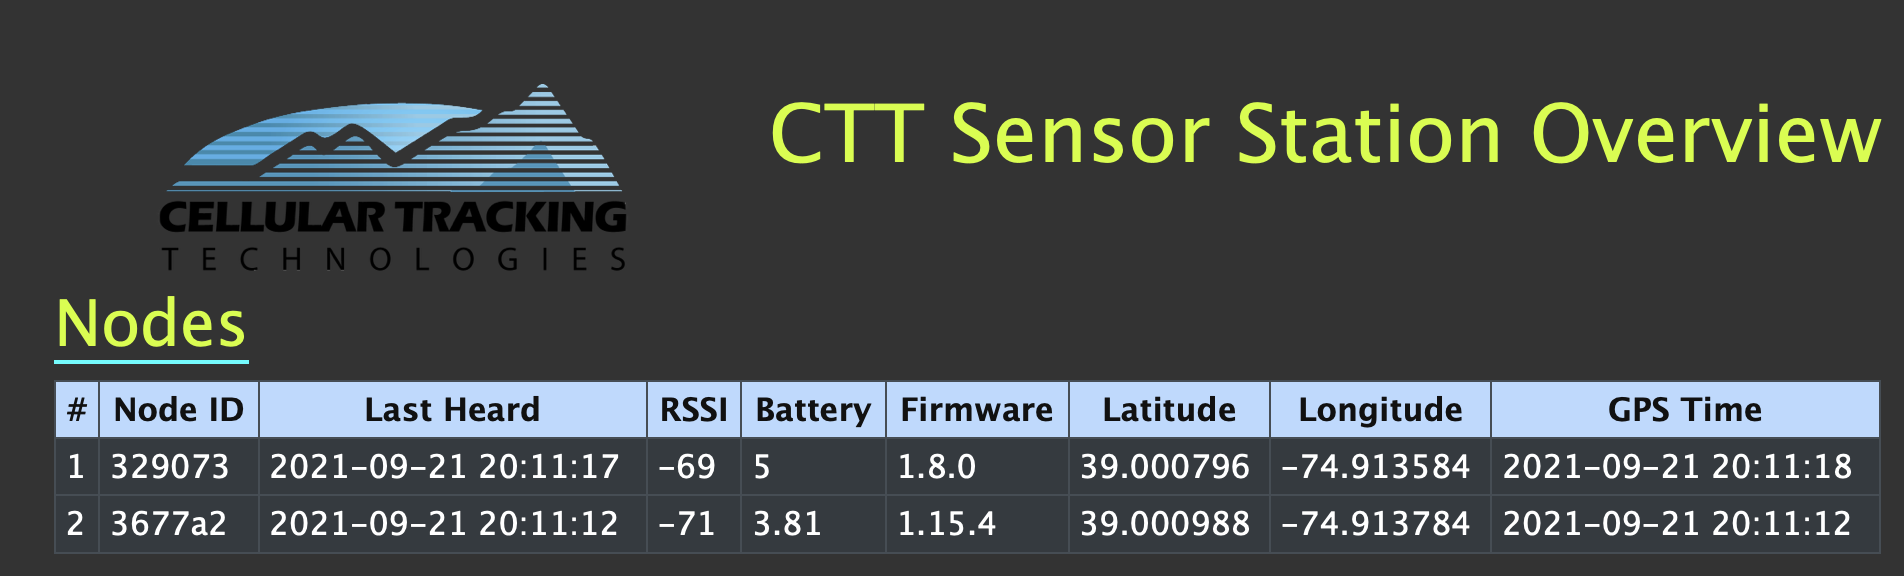 CTT Sensor Station Overview
CELLULAR TRACKING
TECHNOLOGIES
Nodes
# Node ID Last Heard RSSI Battery Firmware Latitude Longitude GPS Time
1 329073 2021-09-21 20:11:17 -69 5 1.8.0 39.000796 -74.913584 2021-09-21 20:11:18
2 3677a2 2021-09-21 20:11:12 -71 3.81 1.15.4 39.000988 -74.913784 2021-09-21 20:11:12